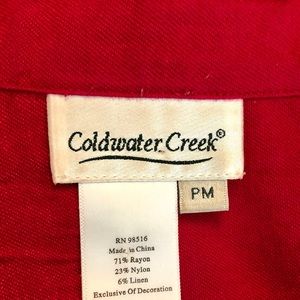 Coldwater Creek®
PM
RN 98516
Made in China
71% Rayon
23% Nylon
6% Linen
Exclusive Of Decoration